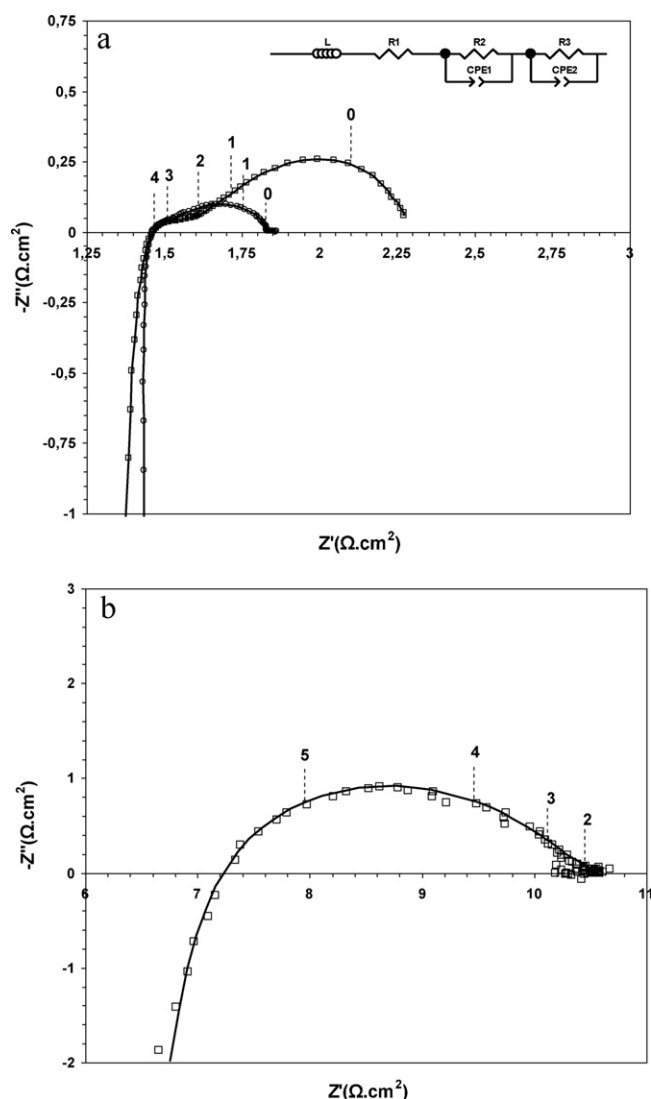 a
L R1 R2 R3
CPE1 CPE2
0,75
0,5
0,25
0
-0,25
-0,5
-0,75
-1
-Z''(Ω.cm²)
4 3 2 1 1 0 0
1,25 1,5 1,75 2 2,25 2,5 2,75 3
Z'(Ω.cm²)
b
3
2
1
0
-1
-2
-Z''(Ω.cm²)
5 4 3 2
6 7 8 9 10 11
Z'(Ω.cm²)